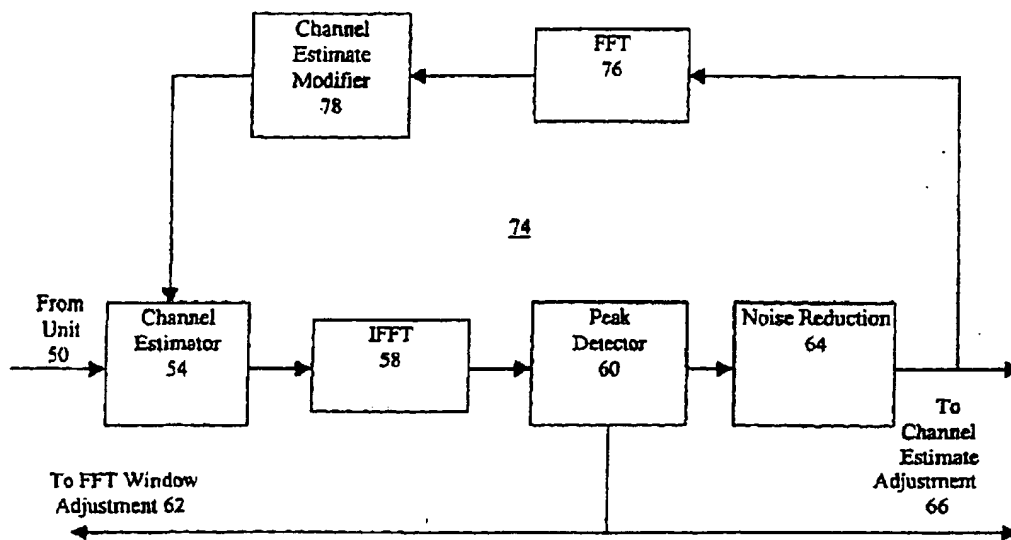 Channel
Estimate
Modifier
78
FFT
76
74
From
Unit
50
Channel
Estimator
54
IFFT
58
Peak
Detector
60
Noise Reduction
64
To
Channel
Estimate
Adjustment
66
To FFT Window
Adjustment 62